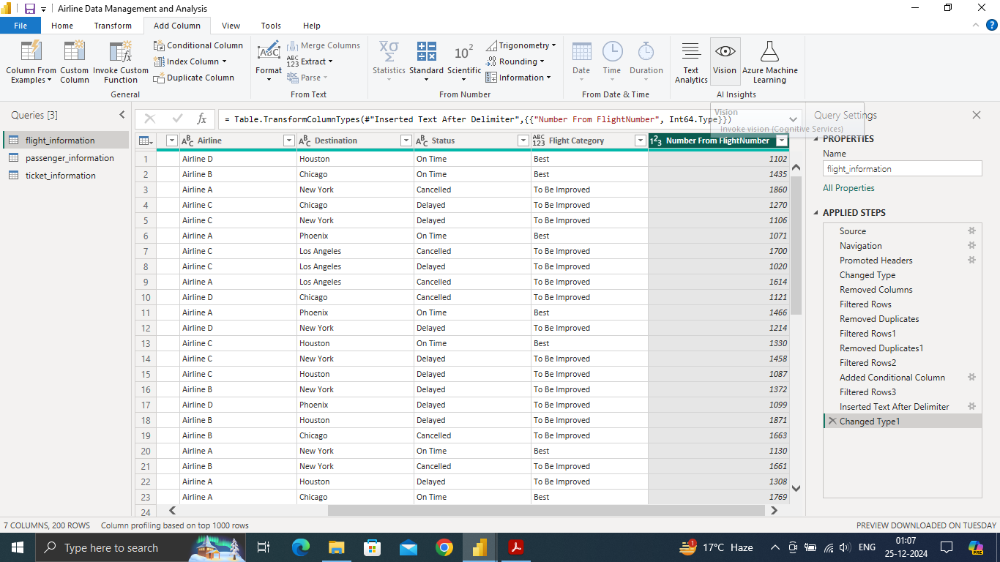 Airline Data Management and Analysis
File Home Transform Add Column View Tools Help
Column From Examples
Custom Column
Invoke Custom Function
Conditional Column
Index Column
Duplicate Column
General
Format
Merge Columns
Extract
Parse
From Text
Statistics
Standard
Scientific
Trigonometry
Rounding
Information
From Number
Date
Time
Duration
From Date & Time
Text Analytics
Vision
Azure Machine Learning
AI Insights
Vision
Invoke vision (Cognitive Services)
Queries [3]
flight_information
passenger_information
ticket_information
= Table.TransformColumnTypes(#"Inserted Text After Delimiter",{{"Number From FlightNumber", Int64.Type}})
Airline Destination Status Flight Category Number From FlightNumber
1 Airline D Houston On Time Best 1102
2 Airline B Chicago On Time Best 1435
3 Airline A New York Cancelled To Be Improved 1860
4 Airline C Chicago Delayed To Be Improved 1270
5 Airline C New York Delayed To Be Improved 1106
6 Airline A Phoenix On Time Best 1071
7 Airline C Los Angeles Cancelled To Be Improved 1700
8 Airline C Los Angeles Delayed To Be Improved 1020
9 Airline A Los Angeles Cancelled To Be Improved 1614
10 Airline D Chicago Cancelled To Be Improved 1121
11 Airline A Phoenix On Time Best 1466
12 Airline D New York Delayed To Be Improved 1214
13 Airline C Houston On Time Best 1330
14 Airline C New York Delayed To Be Improved 1458
15 Airline C Houston Delayed To Be Improved 1087
16 Airline B New York Delayed To Be Improved 1372
17 Airline D Phoenix Delayed To Be Improved 1099
18 Airline B Houston Delayed To Be Improved 1871
19 Airline B Chicago Cancelled To Be Improved 1663
20 Airline A New York On Time Best 1130
21 Airline B New York Cancelled To Be Improved 1661
22 Airline A Houston Delayed To Be Improved 1308
23 Airline A Chicago On Time Best 1769
24
Query Settings
PROPERTIES
Name
flight_information
All Properties
APPLIED STEPS
Source
Navigation
Promoted Headers
Changed Type
Removed Columns
Filtered Rows
Removed Duplicates
Filtered Rows1
Removed Duplicates1
Filtered Rows2
Added Conditional Column
Filtered Rows3
Inserted Text After Delimiter
Changed Type1
7 COLUMNS, 200 ROWS Column profiling based on top 1000 rows PREVIEW DOWNLOADED ON TUESDAY
Type here to search
17°C Haze
ENG
01:07
25-12-2024